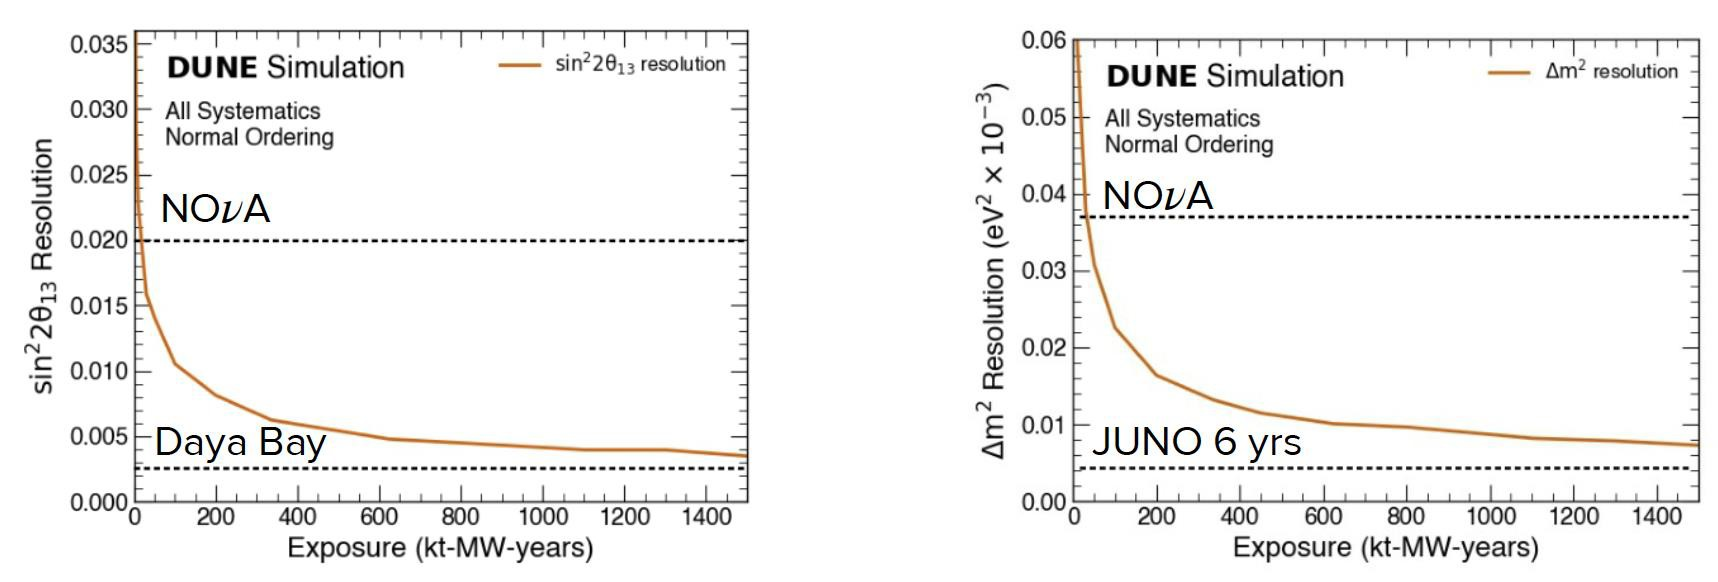 0.035
0.030
0.025
0.020
0.015
0.010
0.005
0.000
sin²2θ₁₃ Resolution
DUNE Simulation
sin²2θ₁₃ resolution
All Systematics
Normal Ordering
NOνA
Daya Bay
0 200 400 600 800 1000 1200 1400
Exposure (kt-MW-years)
0.06
0.05
0.04
0.03
0.02
0.01
0.00
Δm² Resolution (eV² × 10⁻³)
DUNE Simulation
Δm² resolution
All Systematics
Normal Ordering
NOνA
JUNO 6 yrs
0 200 400 600 800 1000 1200 1400
Exposure (kt-MW-years)